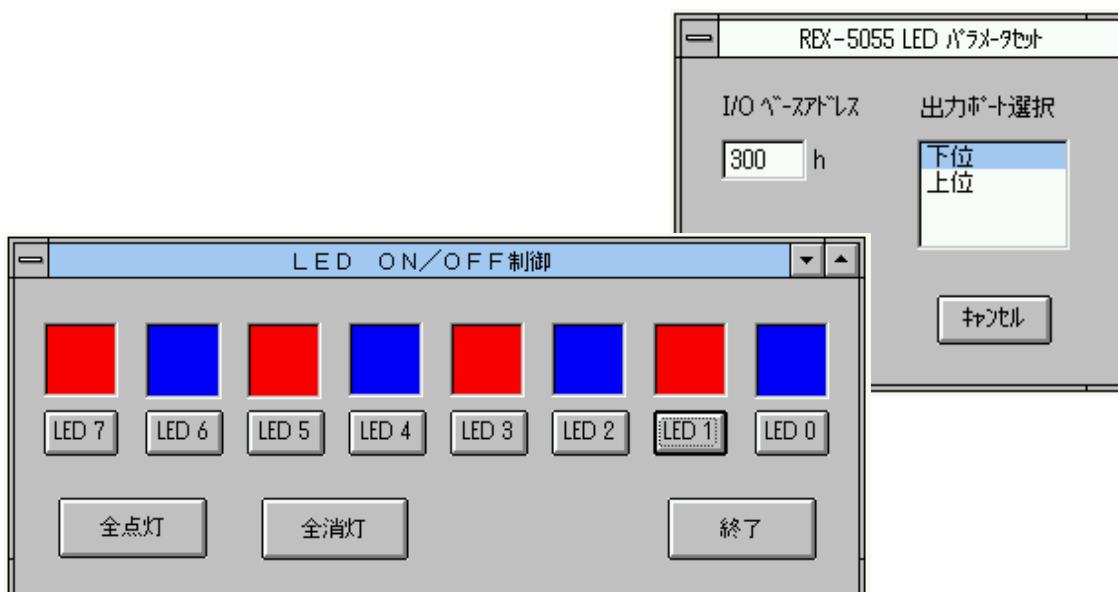 REX-5055 LED ﾊﾟﾗﾒｰﾀｾｯﾄ
I/O ﾍﾞｰｽｱﾄﾞﾚｽ
出力ﾎﾟｰﾄ選択
300 h
下位
上位
ｷｬﾝｾﾙ
ＬＥＤ　ＯＮ／ＯＦＦ制御
LED 7 LED 6 LED 5 LED 4 LED 3 LED 2 LED 1 LED 0
全点灯 全消灯 終了